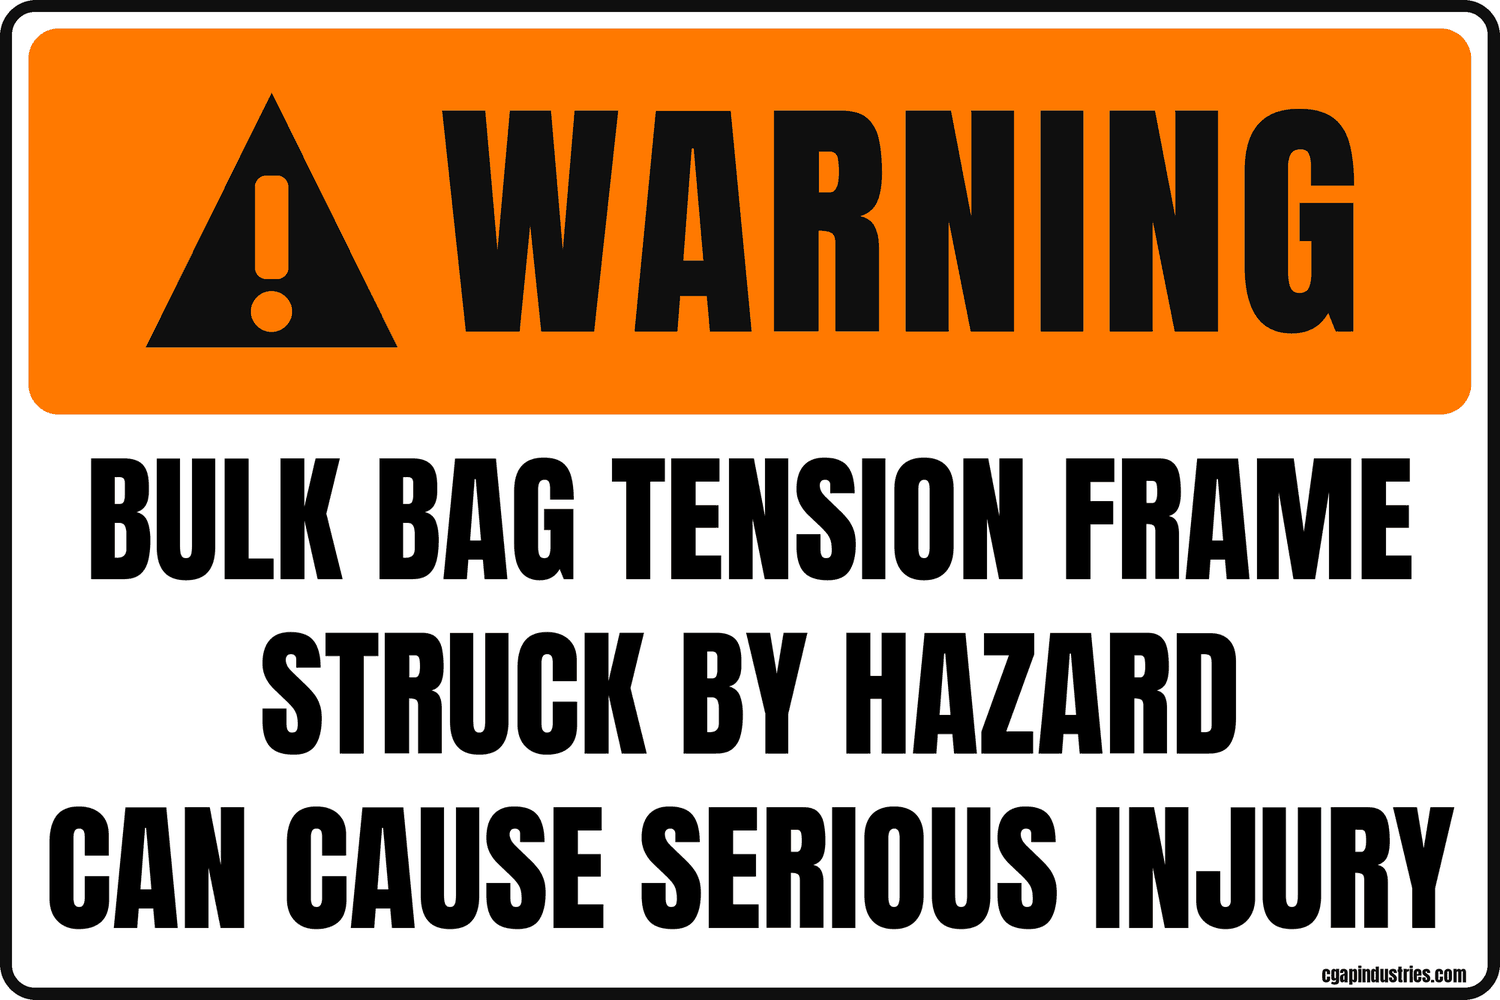 WARNING
BULK BAG TENSION FRAME
STRUCK BY HAZARD
CAN CAUSE SERIOUS INJURY
cgapindustries.com